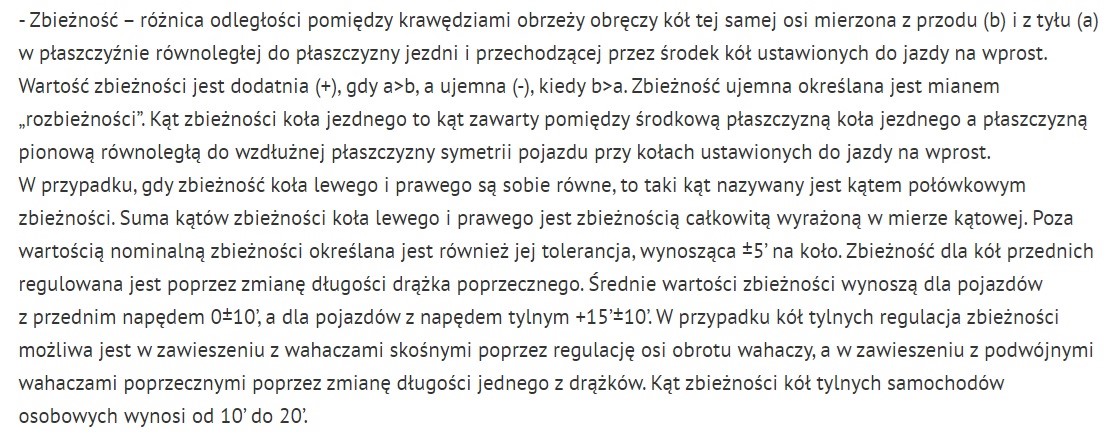 - Zbieżność – różnica odległości pomiędzy krawędziami obrzeży obręczy kół tej samej osi mierzona z przodu (b) i z tyłu (a)
w płaszczyźnie równoległej do płaszczyzny jezdni i przechodzącej przez środek kół ustawionych do jazdy na wprost.
Wartość zbieżności jest dodatnia (+), gdy a>b, a ujemna (-), kiedy b>a. Zbieżność ujemna określana jest mianem
„rozbieżności”. Kąt zbieżności koła jezdnego to kąt zawarty pomiędzy środkową płaszczyzną koła jezdnego a płaszczyzną
pionową równoległą do wzdłużnej płaszczyzny symetrii pojazdu przy kołach ustawionych do jazdy na wprost.
W przypadku, gdy zbieżność koła lewego i prawego są sobie równe, to taki kąt nazywany jest kątem połówkowym
zbieżności. Suma kątów zbieżności koła lewego i prawego jest zbieżnością całkowitą wyrażoną w mierze kątowej. Poza
wartością nominalną zbieżności określana jest również jej tolerancja, wynosząca ±5’ na koło. Zbieżność dla kół przednich
regulowana jest poprzez zmianę długości drążka poprzecznego. Średnie wartości zbieżności wynoszą dla pojazdów
z przednim napędem 0±10’, a dla pojazdów z napędem tylnym +15’±10’. W przypadku kół tylnych regulacja zbieżności
możliwa jest w zawieszeniu z wahaczami skośnymi poprzez regulację osi obrotu wahaczy, a w zawieszeniu z podwójnymi
wahaczami poprzecznymi poprzez zmianę długości jednego z drążków. Kąt zbieżności kół tylnych samochodów
osobowych wynosi od 10’ do 20’.